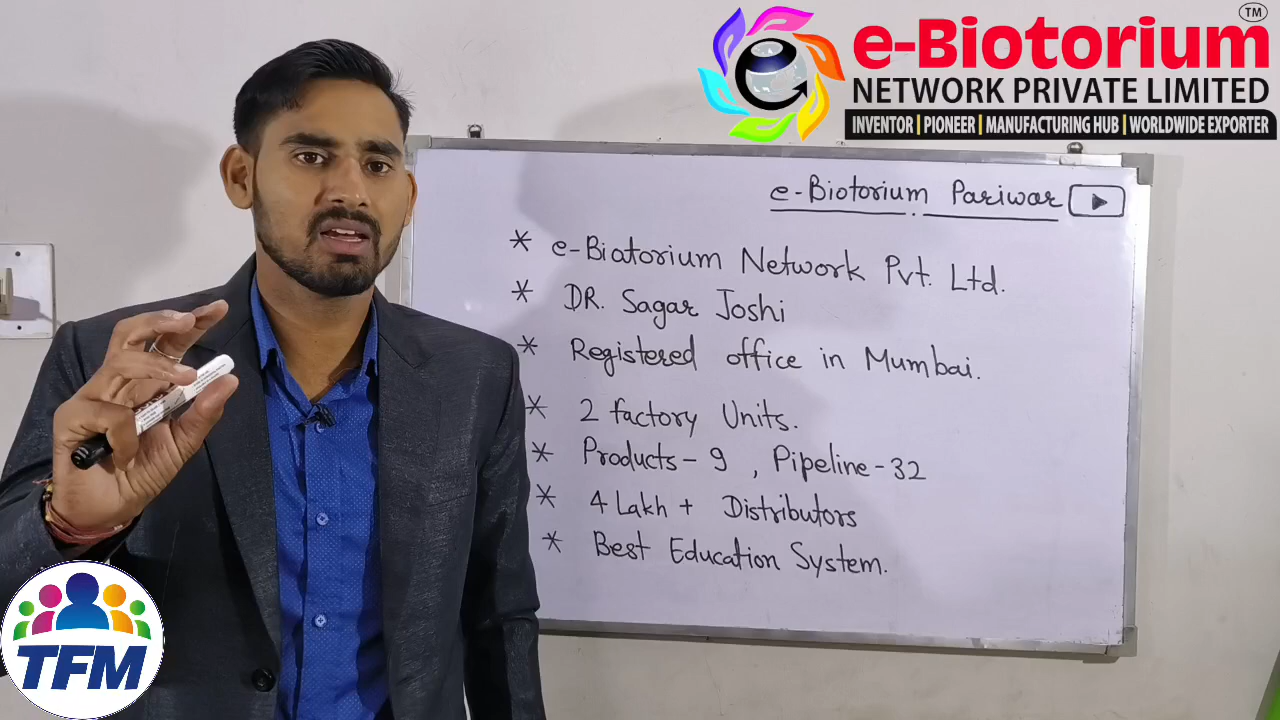 TM
e-Biotorium
NETWORK PRIVATE LIMITED
INVENTOR | PIONEER | MANUFACTURING HUB | WORLDWIDE EXPORTER
e-Biotorium Pariwar
* e-Biatorium Network Pvt. Ltd.
* DR. Sagar Joshi
* Registered office in Mumbai.
* 2 factory Units.
* Products - 9 , Pipeline - 32
* 4 Lakh + Distributors
* Best Education System.
TFM